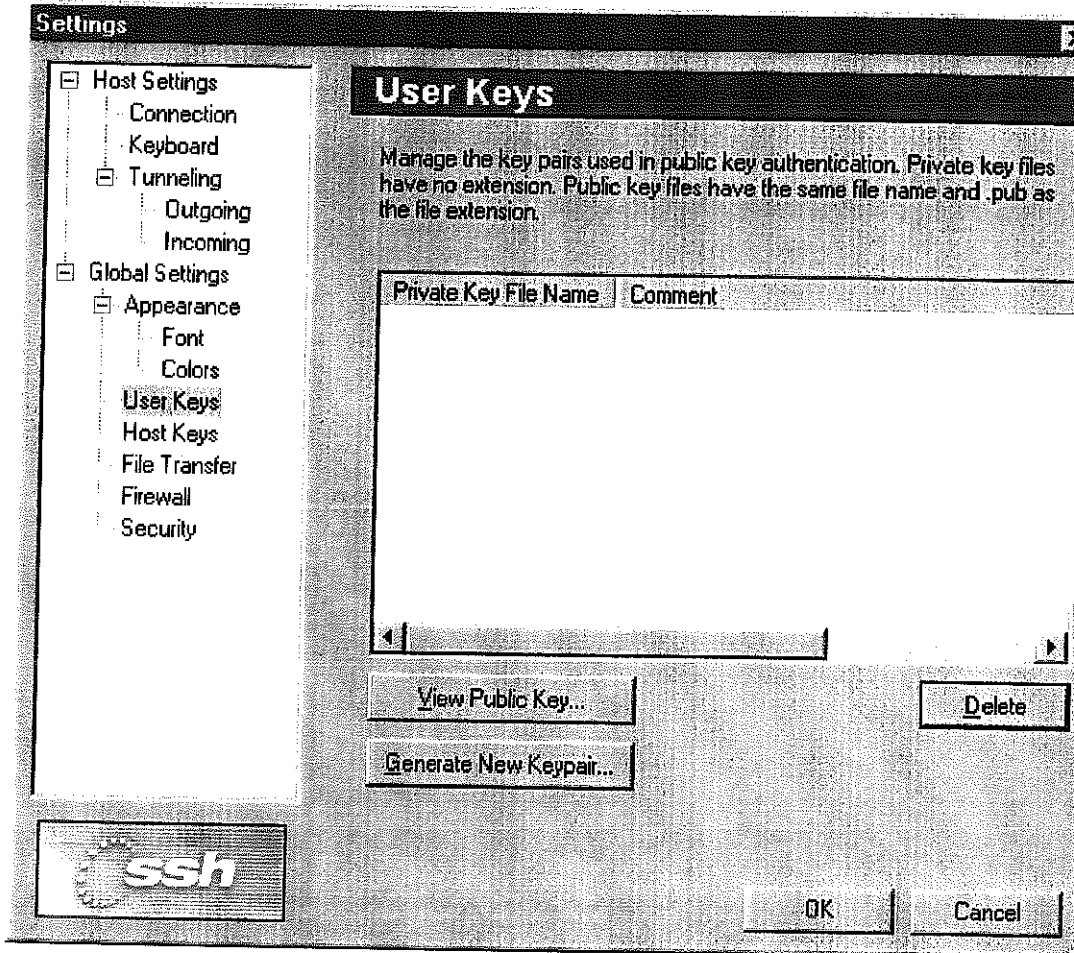 Settings
Host Settings
Connection
Keyboard
Tunneling
Outgoing
Incoming
Global Settings
Appearance
Font
Colors
User Keys
Host Keys
File Transfer
Firewall
Security
ssh
User Keys
Manage the key pairs used in public key authentication. Private key files
have no extension. Public key files have the same file name and .pub as
the file extension.
Private Key File Name Comment
View Public Key...
Delete
Generate New Keypair...
OK Cancel